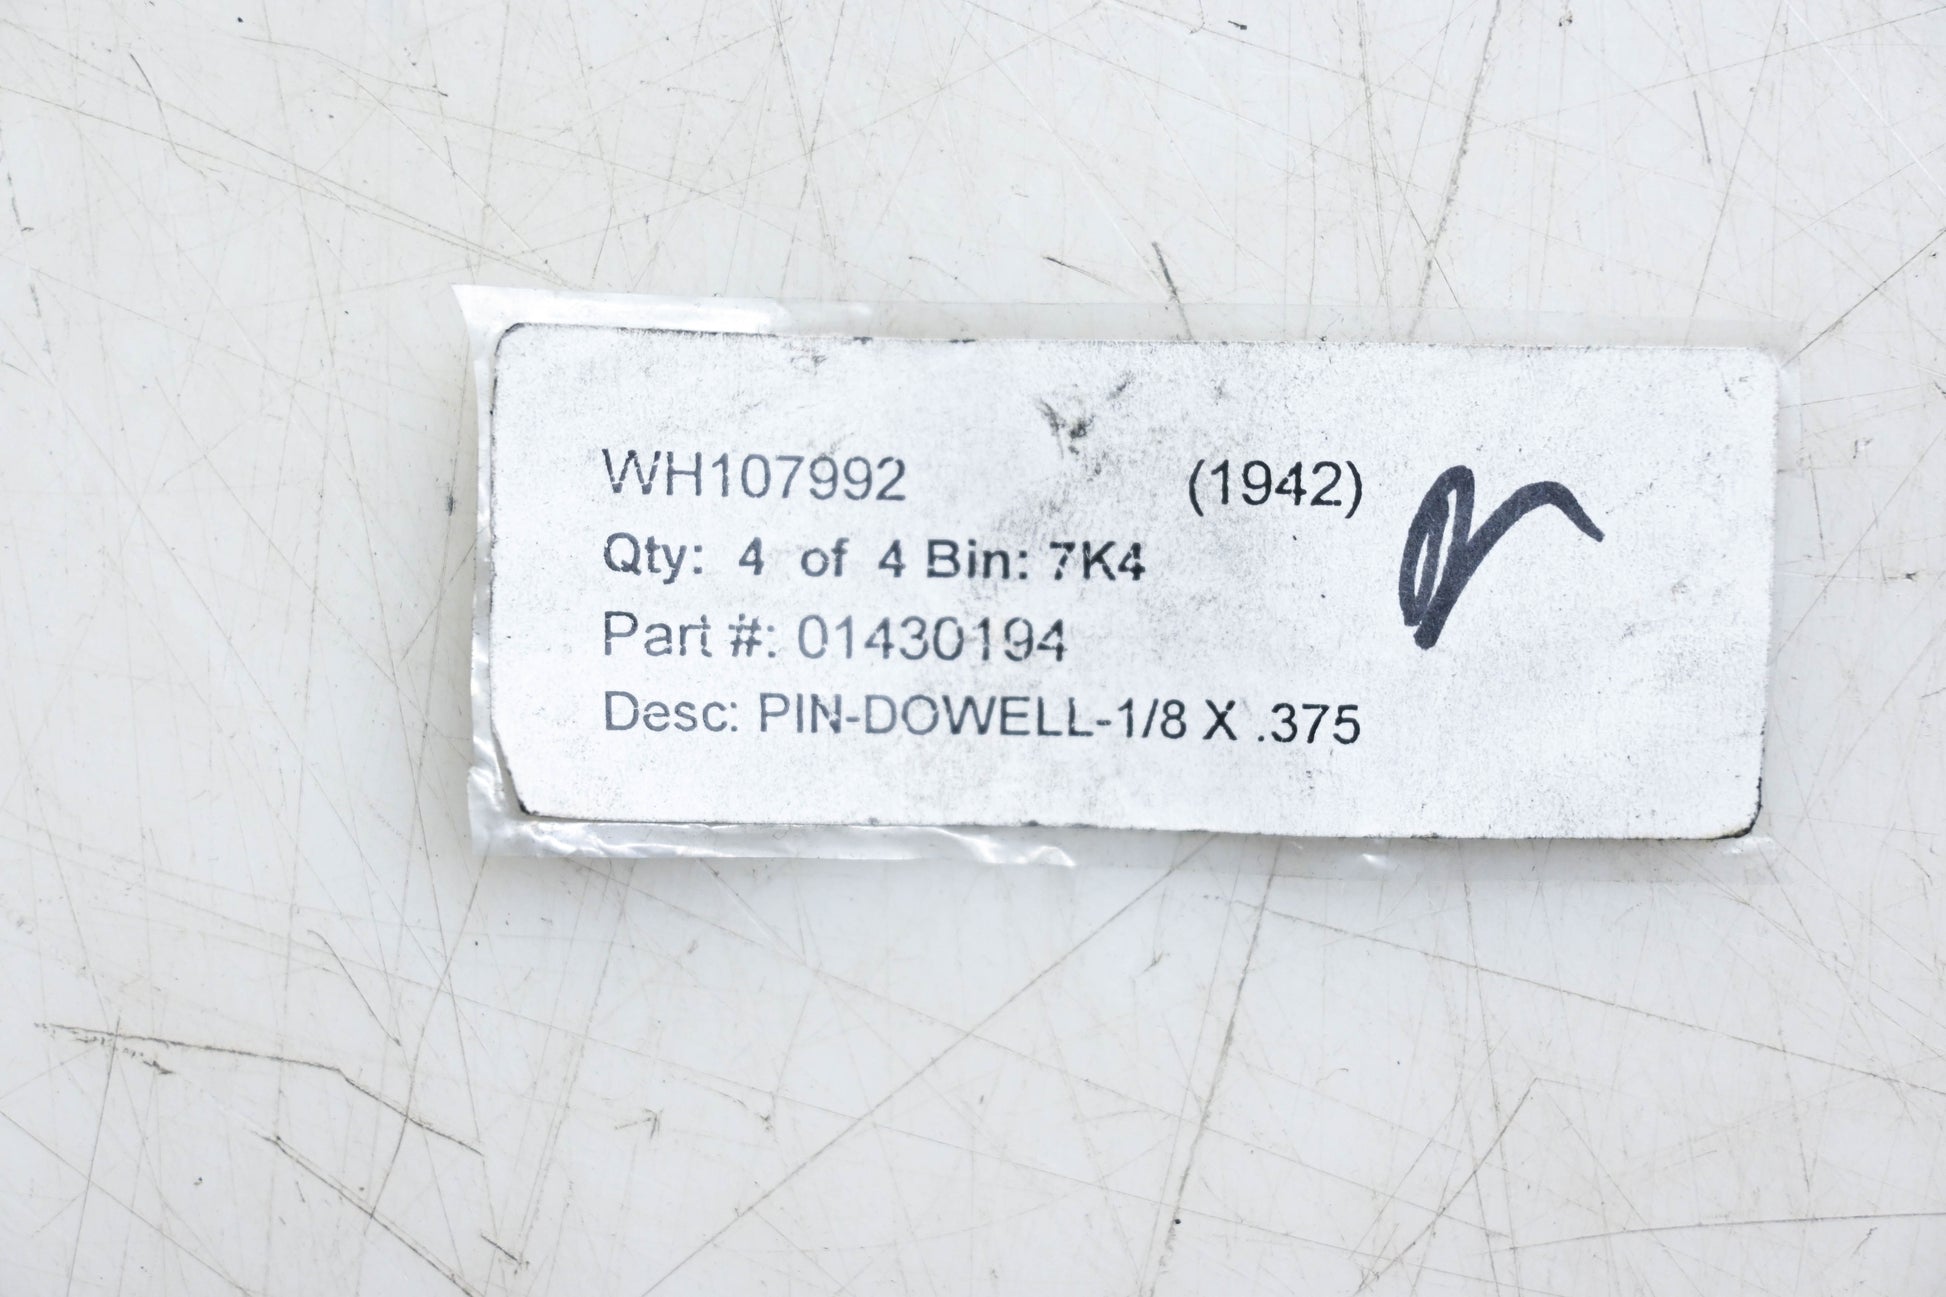 WH107992 (1942)
Qty: 4 of 4 Bin: 7K4
Part #: 01430194
Desc: PIN-DOWELL-1/8 X .375